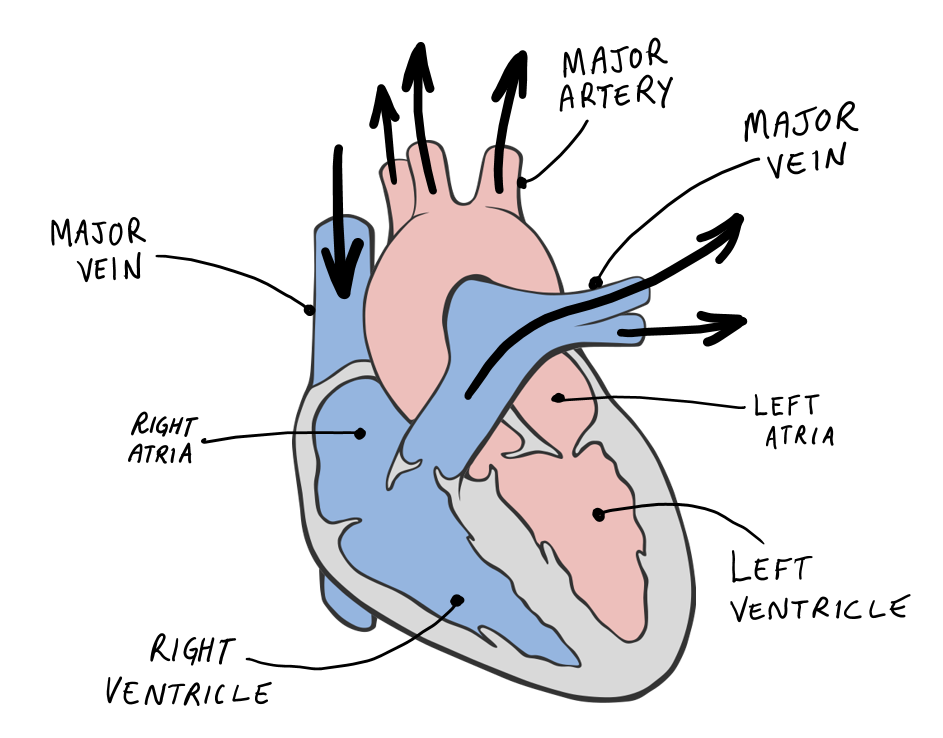 MAJOR
ARTERY
MAJOR
VEIN
MAJOR
VEIN
RIGHT
ATRIA
LEFT
ATRIA
LEFT
VENTRICLE
RIGHT
VENTRICLE